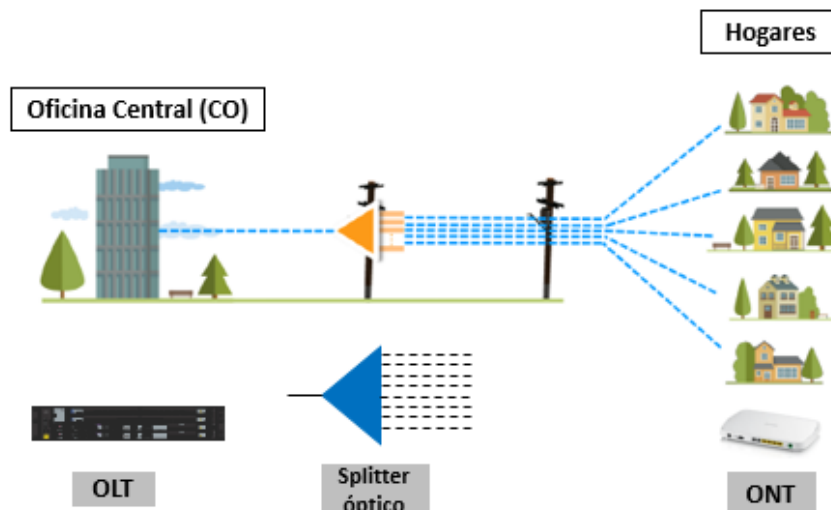 Hogares
Oficina Central (CO)
OLT
Splitter
óptico
ONT